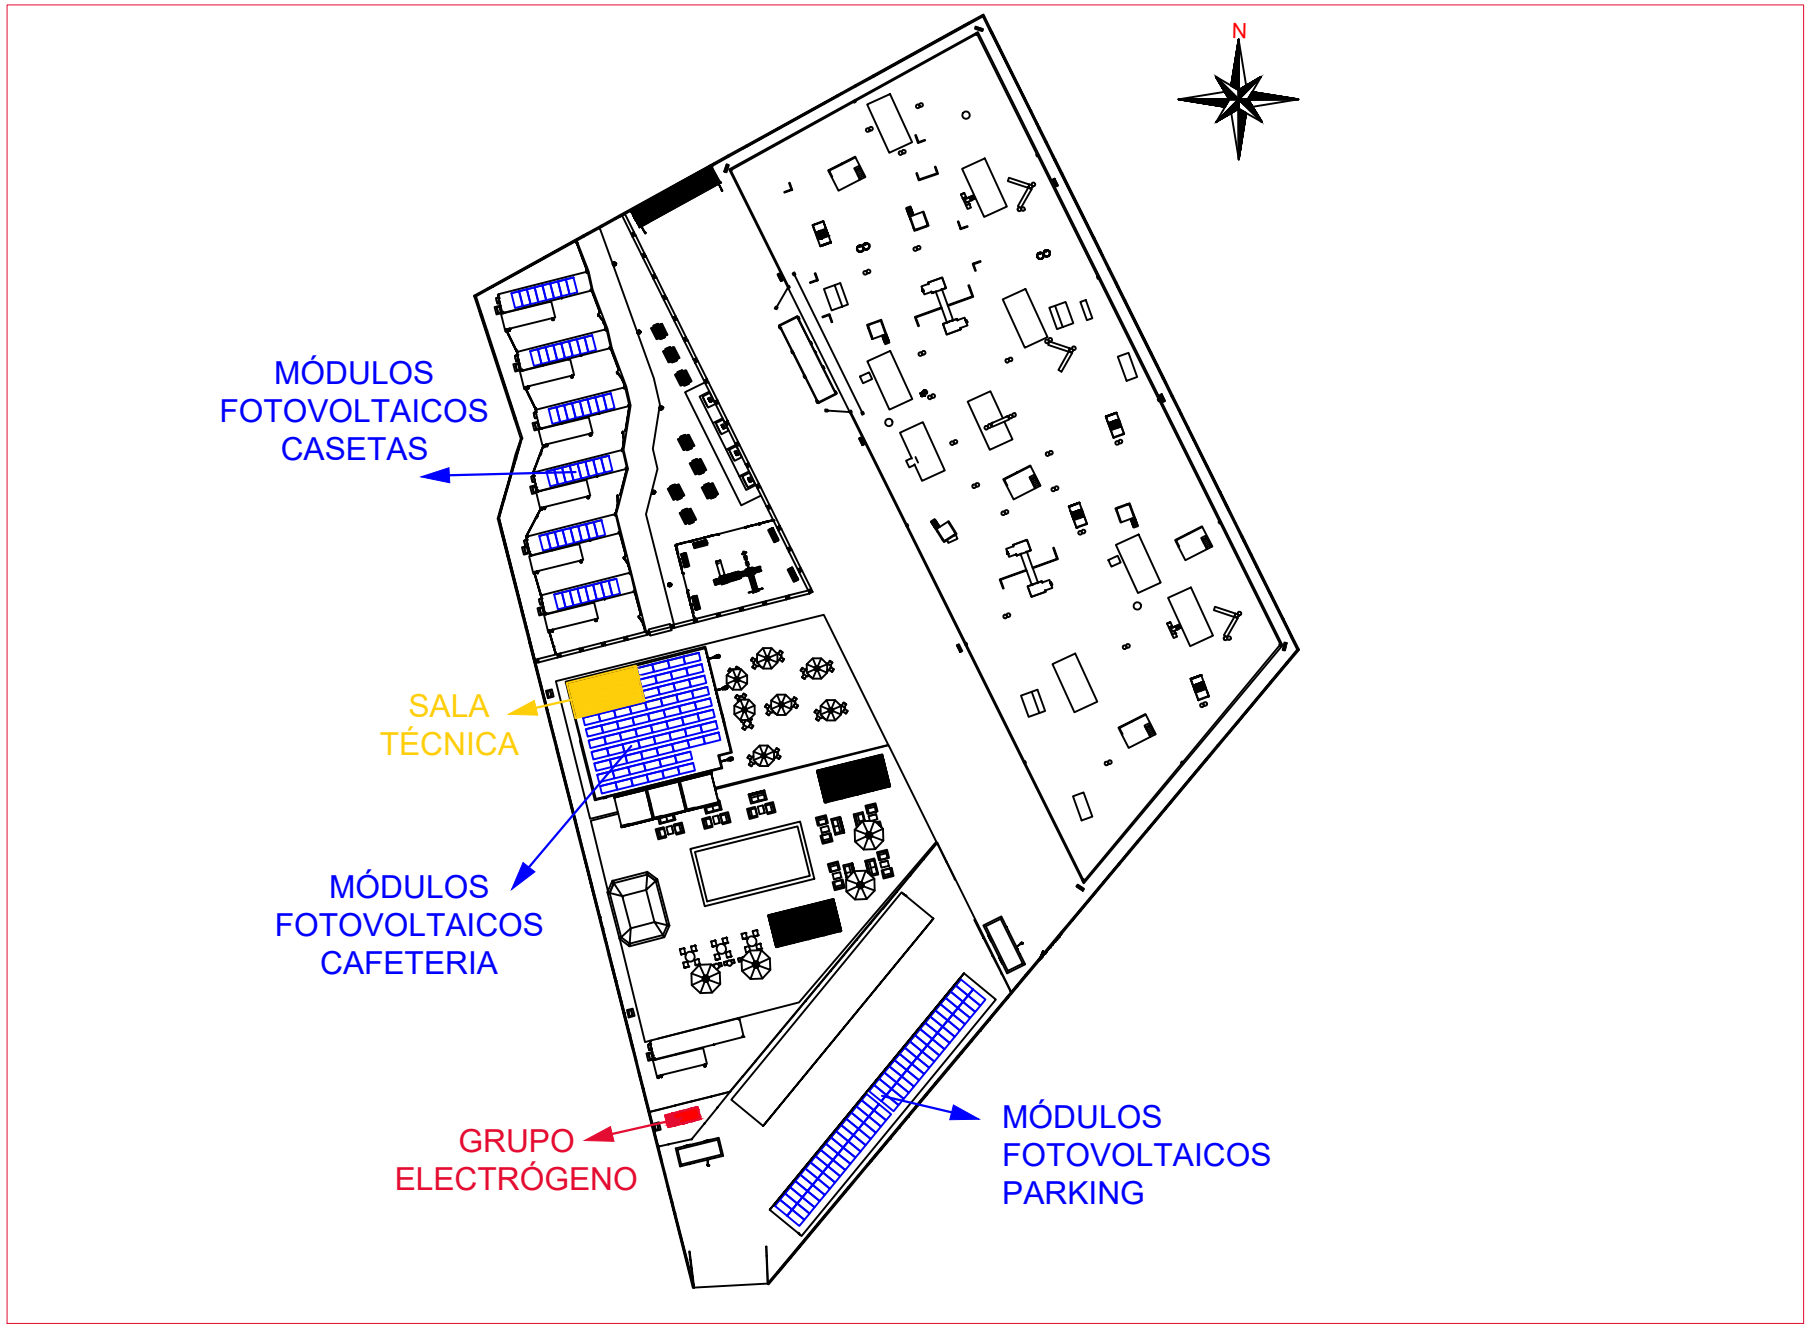 N
MÓDULOS
FOTOVOLTAICOS
CASETAS
SALA
TÉCNICA
MÓDULOS
FOTOVOLTAICOS
CAFETERIA
GRUPO
ELECTRÓGENO
MÓDULOS
FOTOVOLTAICOS
PARKING